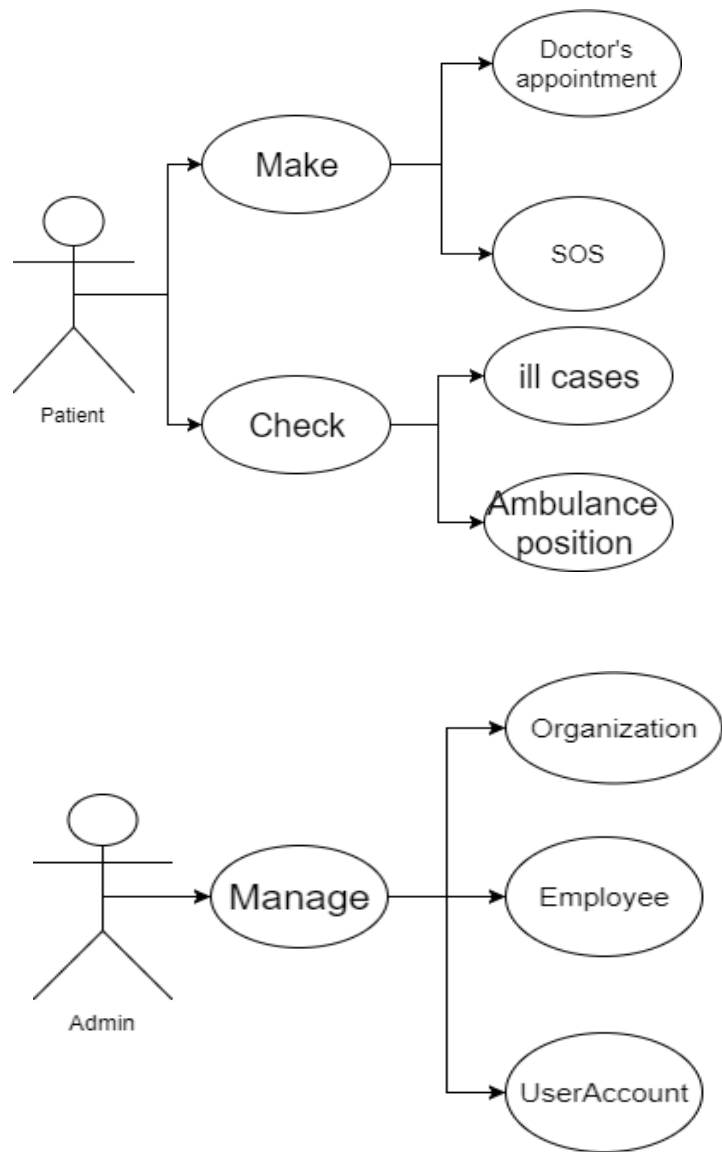 Doctor's
appointment
Make
SOS
Patient
ill cases
Check
Ambulance
position
Organization
Manage
Employee
Admin
UserAccount